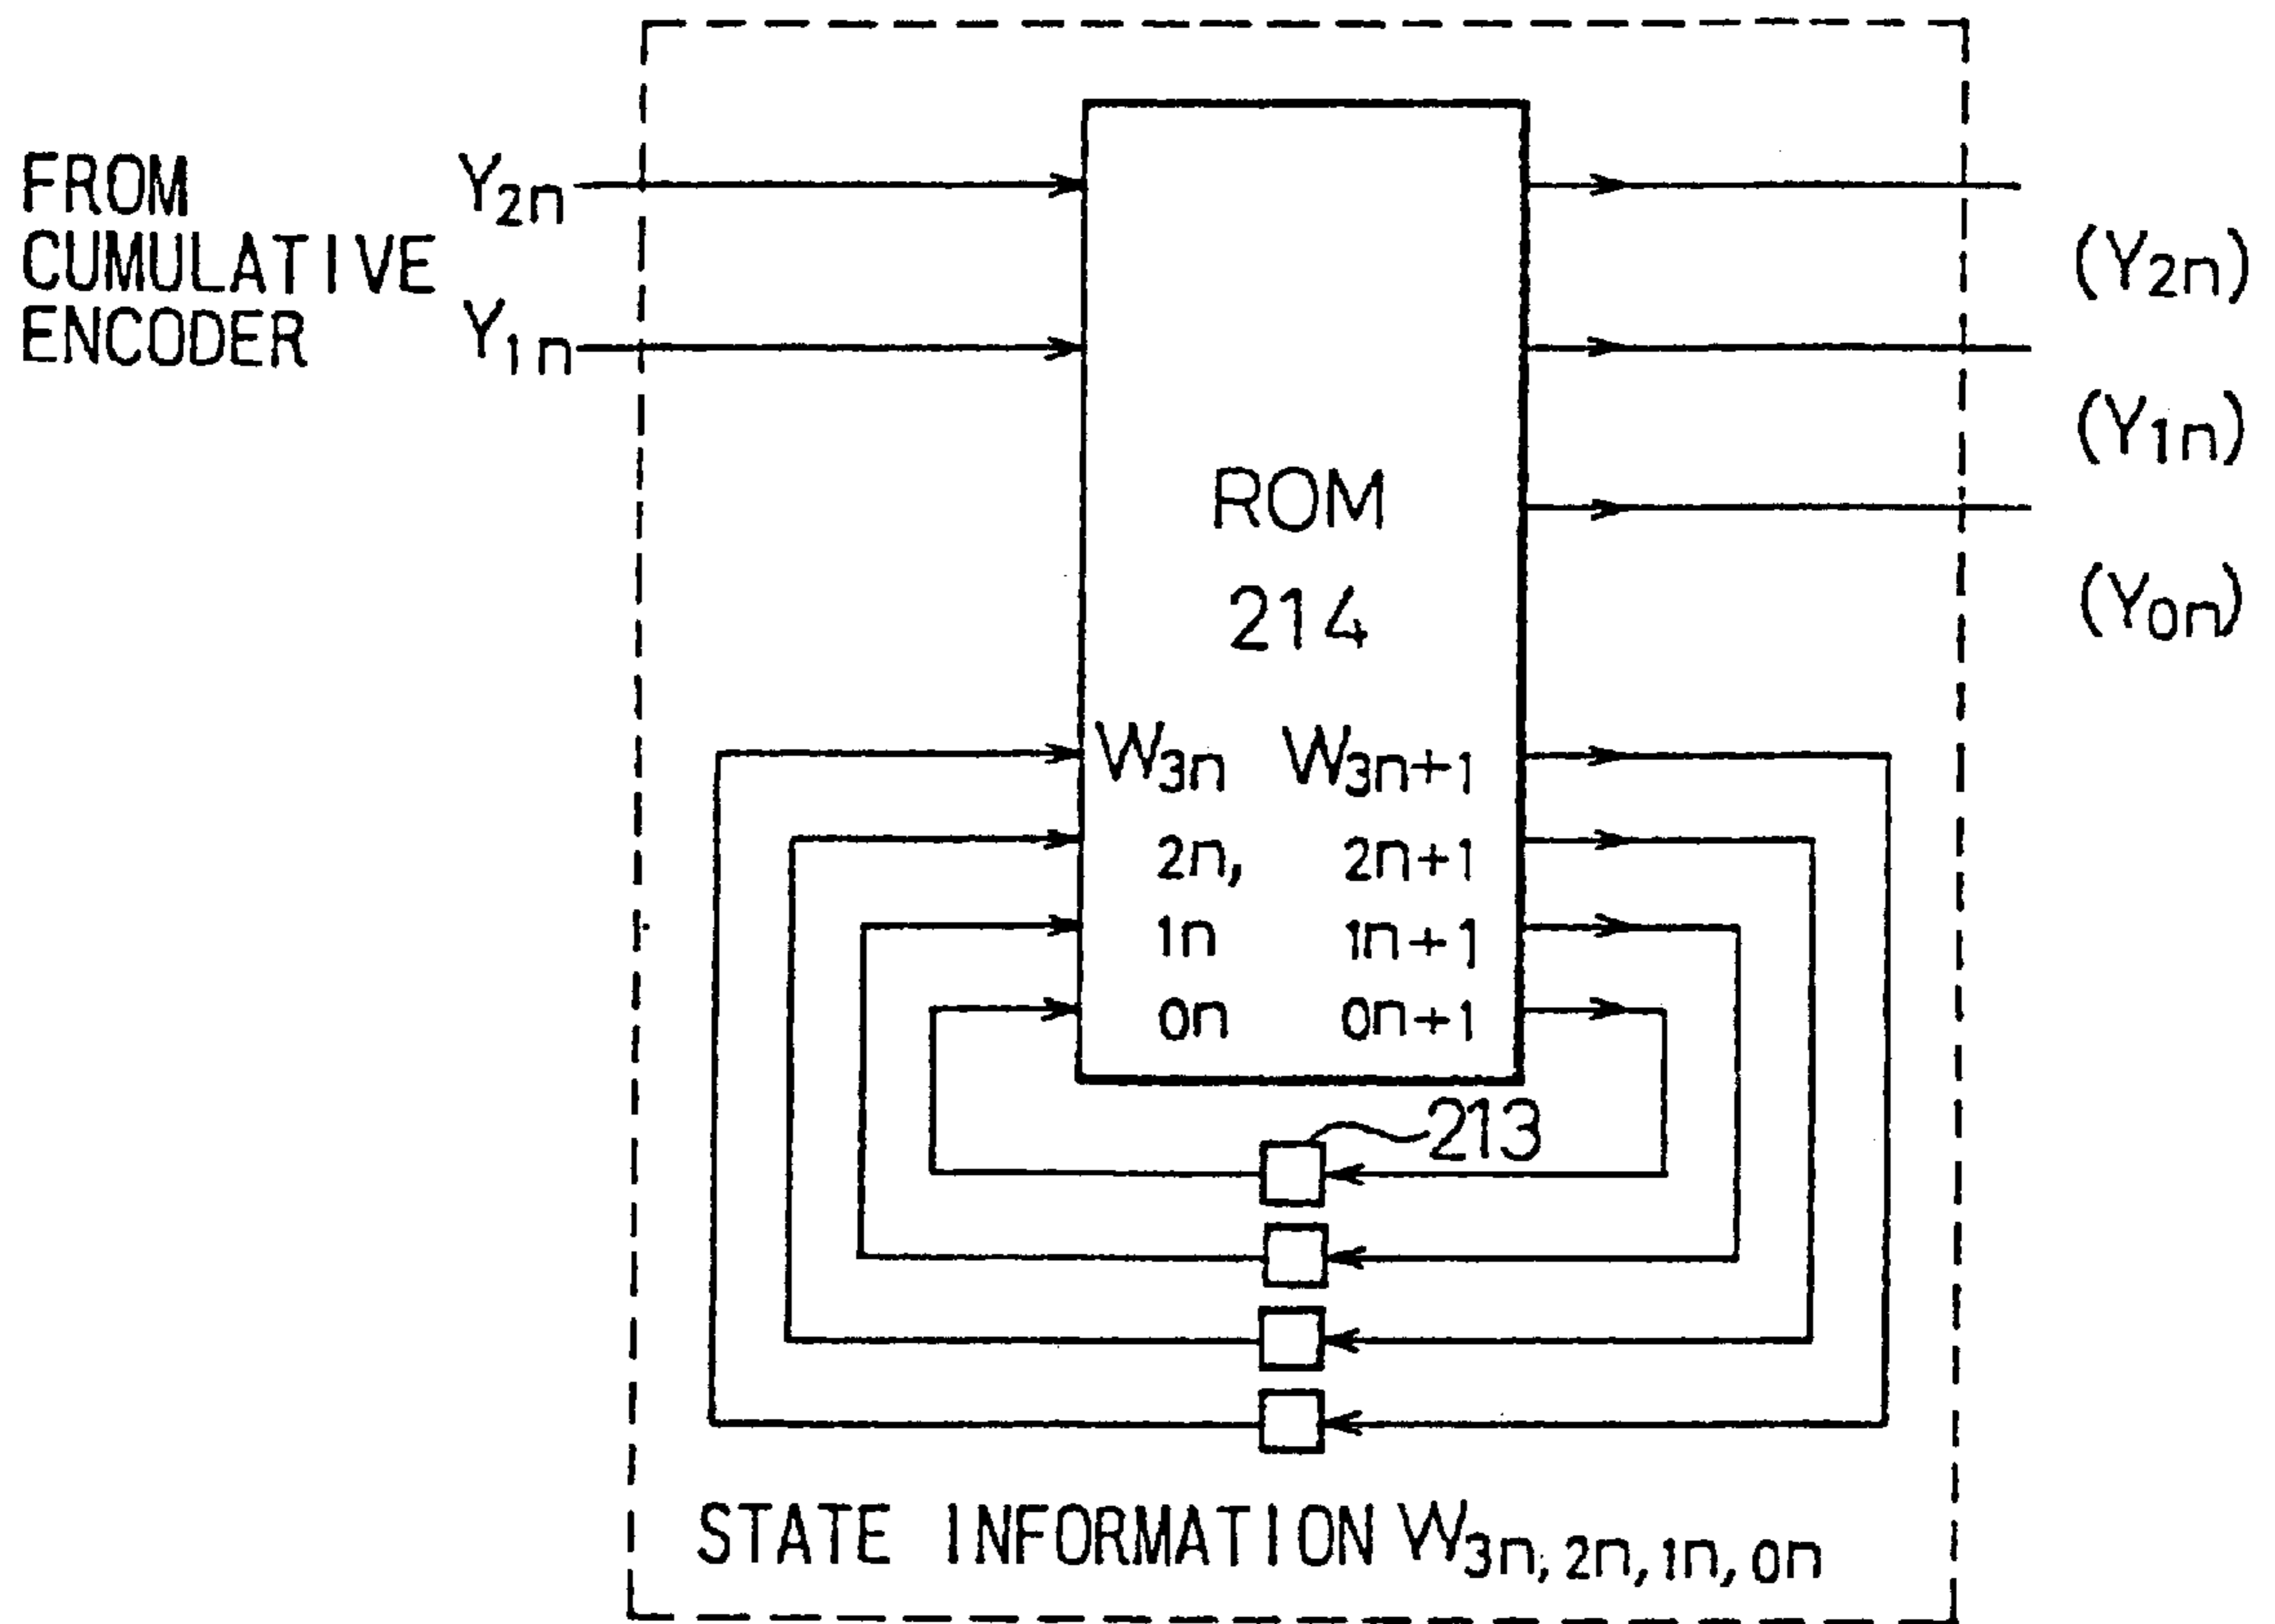 FROM
CUMULATIVE
ENCODER
Y2n
Y1n
(Y2n)
(Y1n)
(Y0n)
ROM
214
W3n W3n+1
2n, 2n+1
1n 1n+1
0n 0n+1
213
STATE INFORMATION W3n, 2n, 1n, 0n